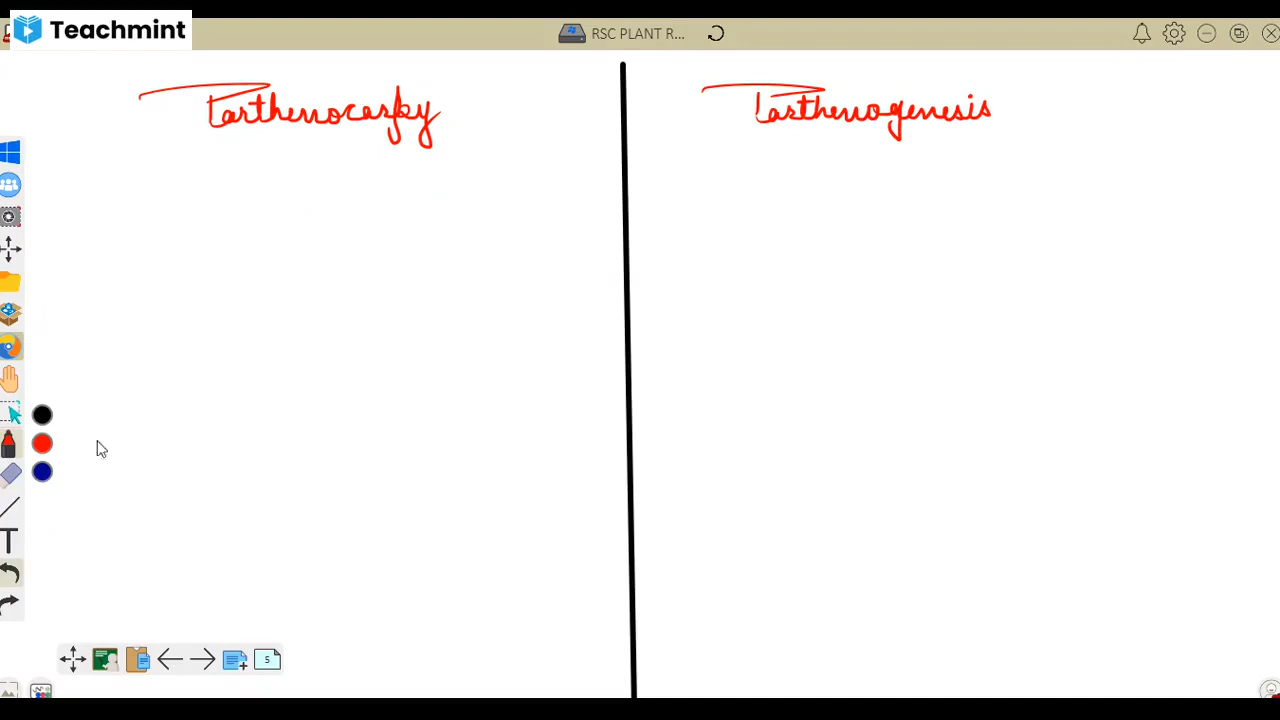 Teachmint
RSC PLANT R...
Parthenocarpy
Parthenogenesis
T
5